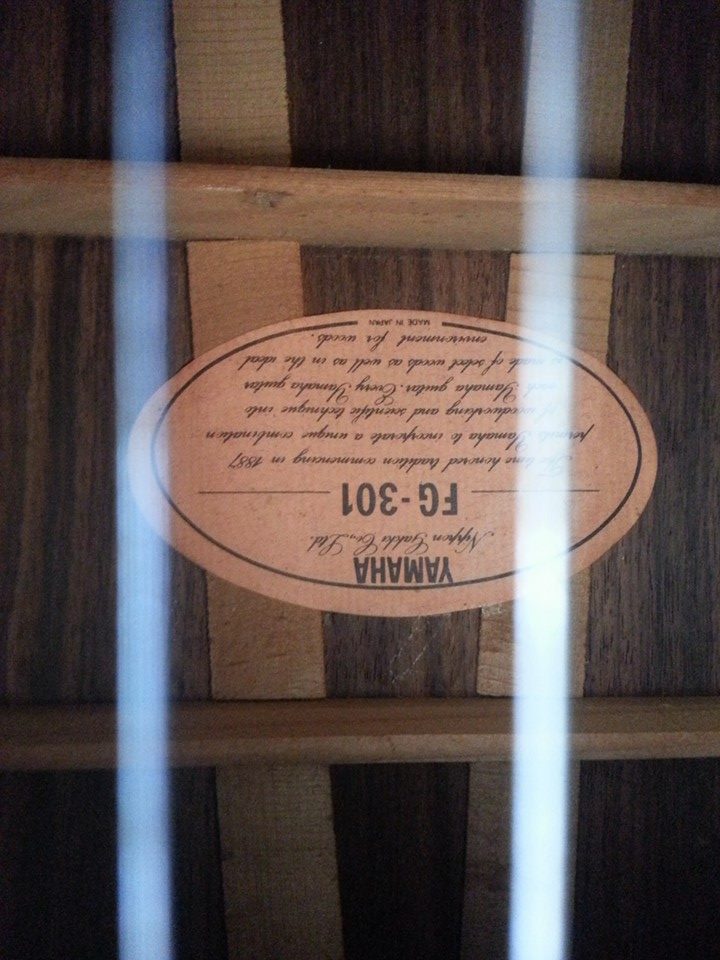 YAMAHA
Nippon Gakki Co., Ltd.
FG-301
The time honored tradition commencing in 1887
permits Yamaha to incorporate a unique combination
of woodworking and scientific technique into
each Yamaha guitar. Every Yamaha guitar
is made of select woods as well as in the ideal
environment for woods.
MADE IN JAPAN